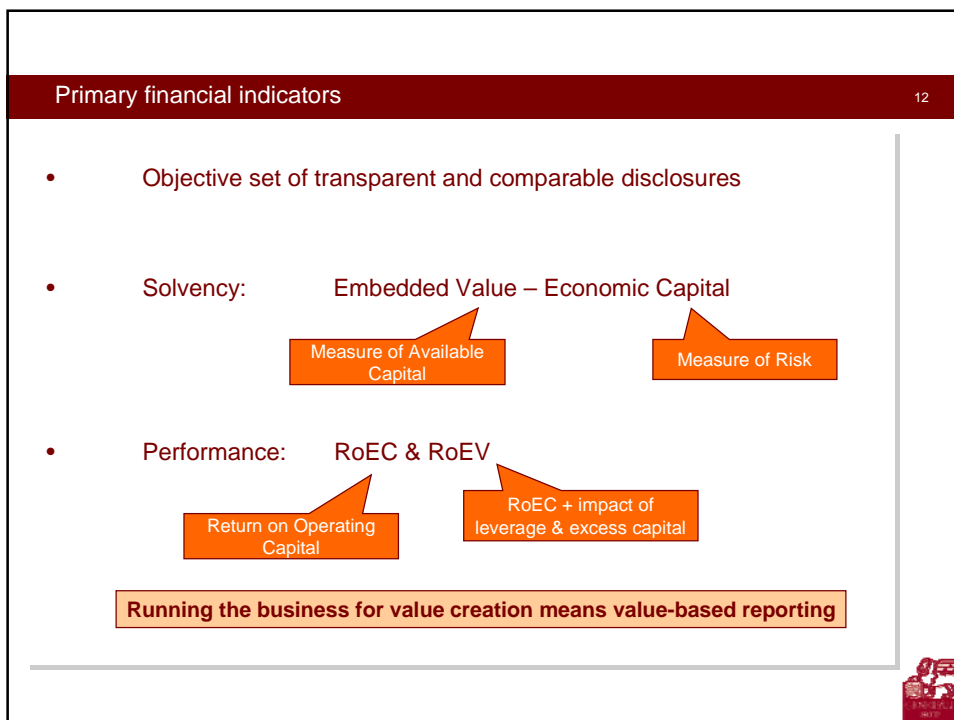 Primary financial indicators
12
• Objective set of transparent and comparable disclosures
• Solvency: Embedded Value – Economic Capital
Measure of Available
Capital
Measure of Risk
• Performance: RoEC & RoEV
Return on Operating
Capital
RoEC + impact of
leverage & excess capital
Running the business for value creation means value-based reporting